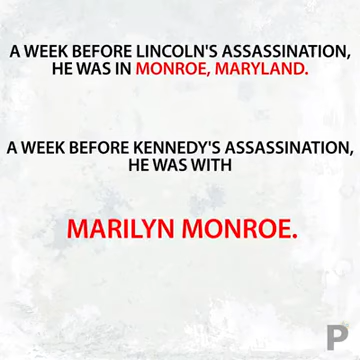 A WEEK BEFORE LINCOLN'S ASSASSINATION,
HE WAS IN MONROE, MARYLAND.
A WEEK BEFORE KENNEDY'S ASSASSINATION,
HE WAS WITH
MARILYN MONROE.
P